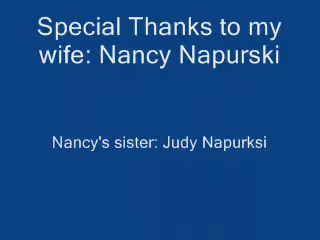 Special Thanks to my
wife: Nancy Napurski
Nancy's sister: Judy Napurksi